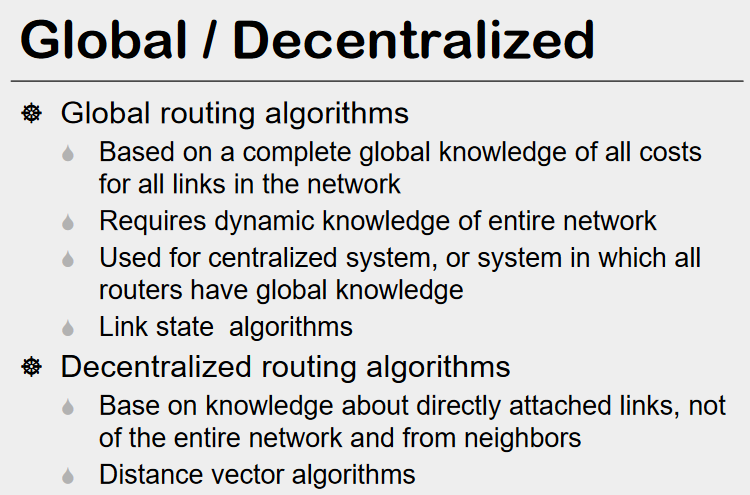 Global / Decentralized
Global routing algorithms
Based on a complete global knowledge of all costs
for all links in the network
Requires dynamic knowledge of entire network
Used for centralized system, or system in which all
routers have global knowledge
Link state  algorithms
Decentralized routing algorithms
Base on knowledge about directly attached links, not
of the entire network and from neighbors
Distance vector algorithms